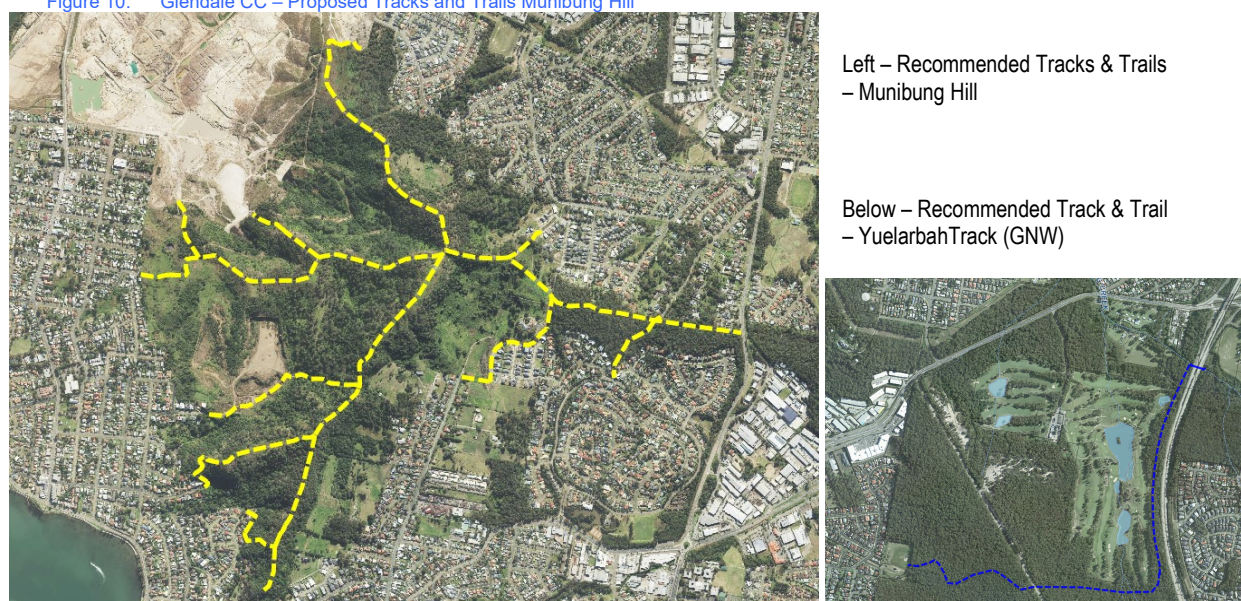 Figure 10. Glendale CC – Proposed Tracks and Trails Munibung Hill
Left – Recommended Tracks & Trails
– Munibung Hill
Below – Recommended Track & Trail
– YuelarbahTrack (GNW)